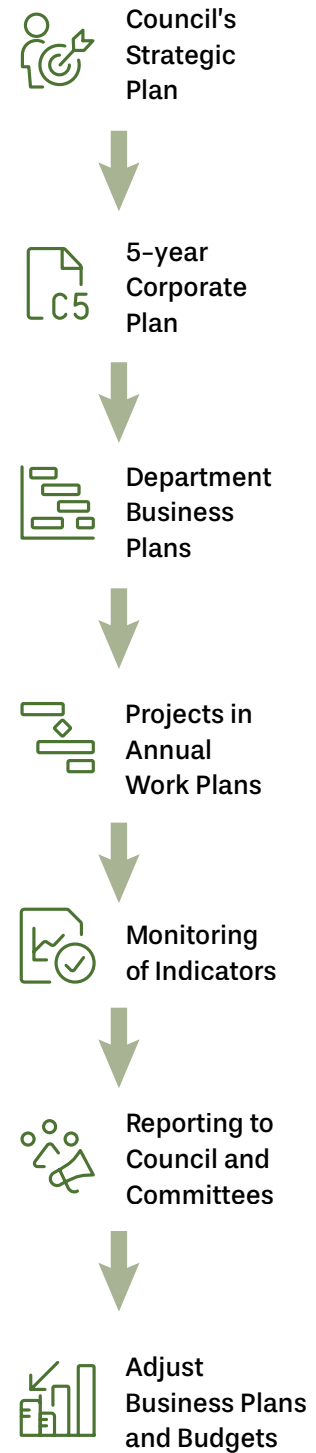 Council's
Strategic
Plan
5-year
Corporate
Plan
C5
Department
Business
Plans
Projects in
Annual
Work Plans
Monitoring
of Indicators
Reporting to
Council and
Committees
Adjust
Business Plans
and Budgets